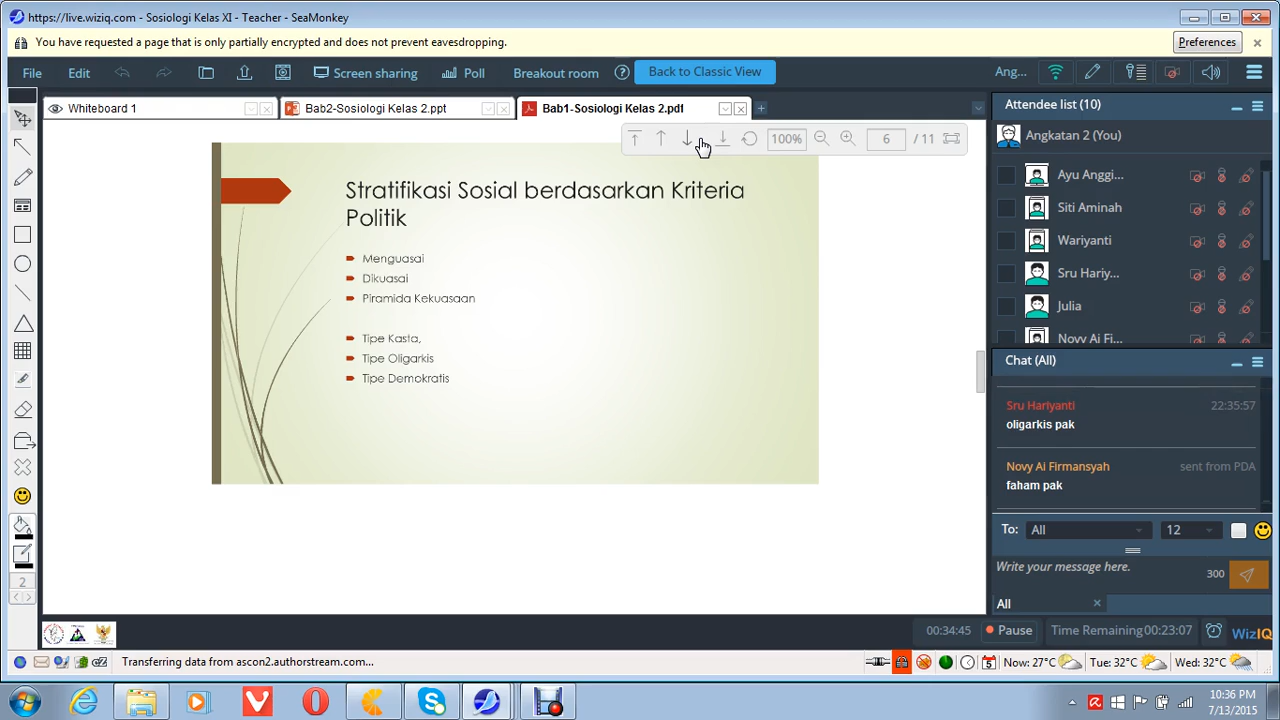 https://live.wiziq.com - Sosiologi Kelas XI - Teacher - SeaMonkey
You have requested a page that is only partially encrypted and does not prevent eavesdropping.
Preferences
File Edit Screen sharing Poll Breakout room ? Back to Classic View Ang...
Whiteboard 1 Bab2-Sosiologi Kelas 2.ppt Bab1-Sosiologi Kelas 2.pdf
100% 6 / 11
Stratifikasi Sosial berdasarkan Kriteria
Politik
Menguasai
Dikuasai
Piramida Kekuasaan
Tipe Kasta,
Tipe Oligarkis
Tipe Demokratis
2
Attendee list (10)
Angkatan 2 (You)
Ayu Anggi...
Siti Aminah
Wariyanti
Sru Hariy...
Julia
Novy Ai Fi...
Chat (All)
Sru Hariyanti 22:35:57
oligarkis pak
Novy Ai Firmansyah sent from PDA
faham pak
To: All 12
Write your message here. 300
All
00:34:45 Pause Time Remaining 00:23:07 WizIQ
Transferring data from ascon2.authorstream.com...
5 Now: 27°C Tue: 32°C Wed: 32°C
10:36 PM
7/13/2015